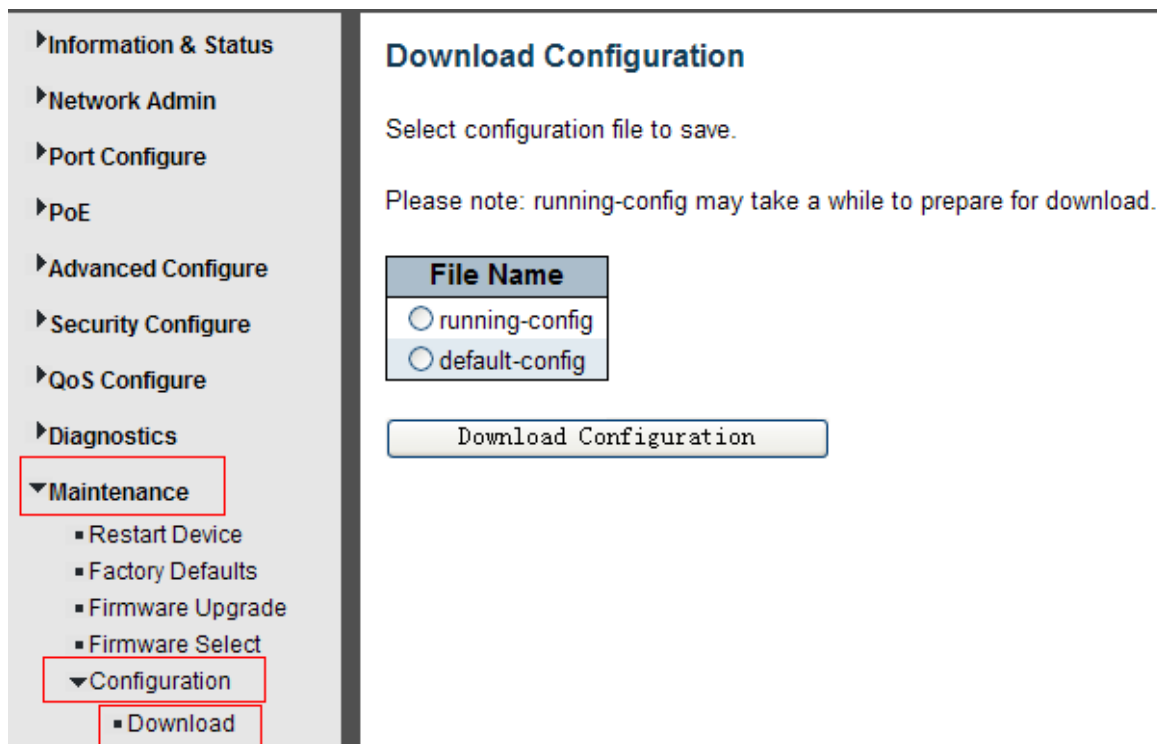 Information & Status
Network Admin
Port Configure
PoE
Advanced Configure
Security Configure
QoS Configure
Diagnostics
Maintenance
Restart Device
Factory Defaults
Firmware Upgrade
Firmware Select
Configuration
Download
Download Configuration
Select configuration file to save.
Please note: running-config may take a while to prepare for download.
File Name
running-config
default-config
Download Configuration